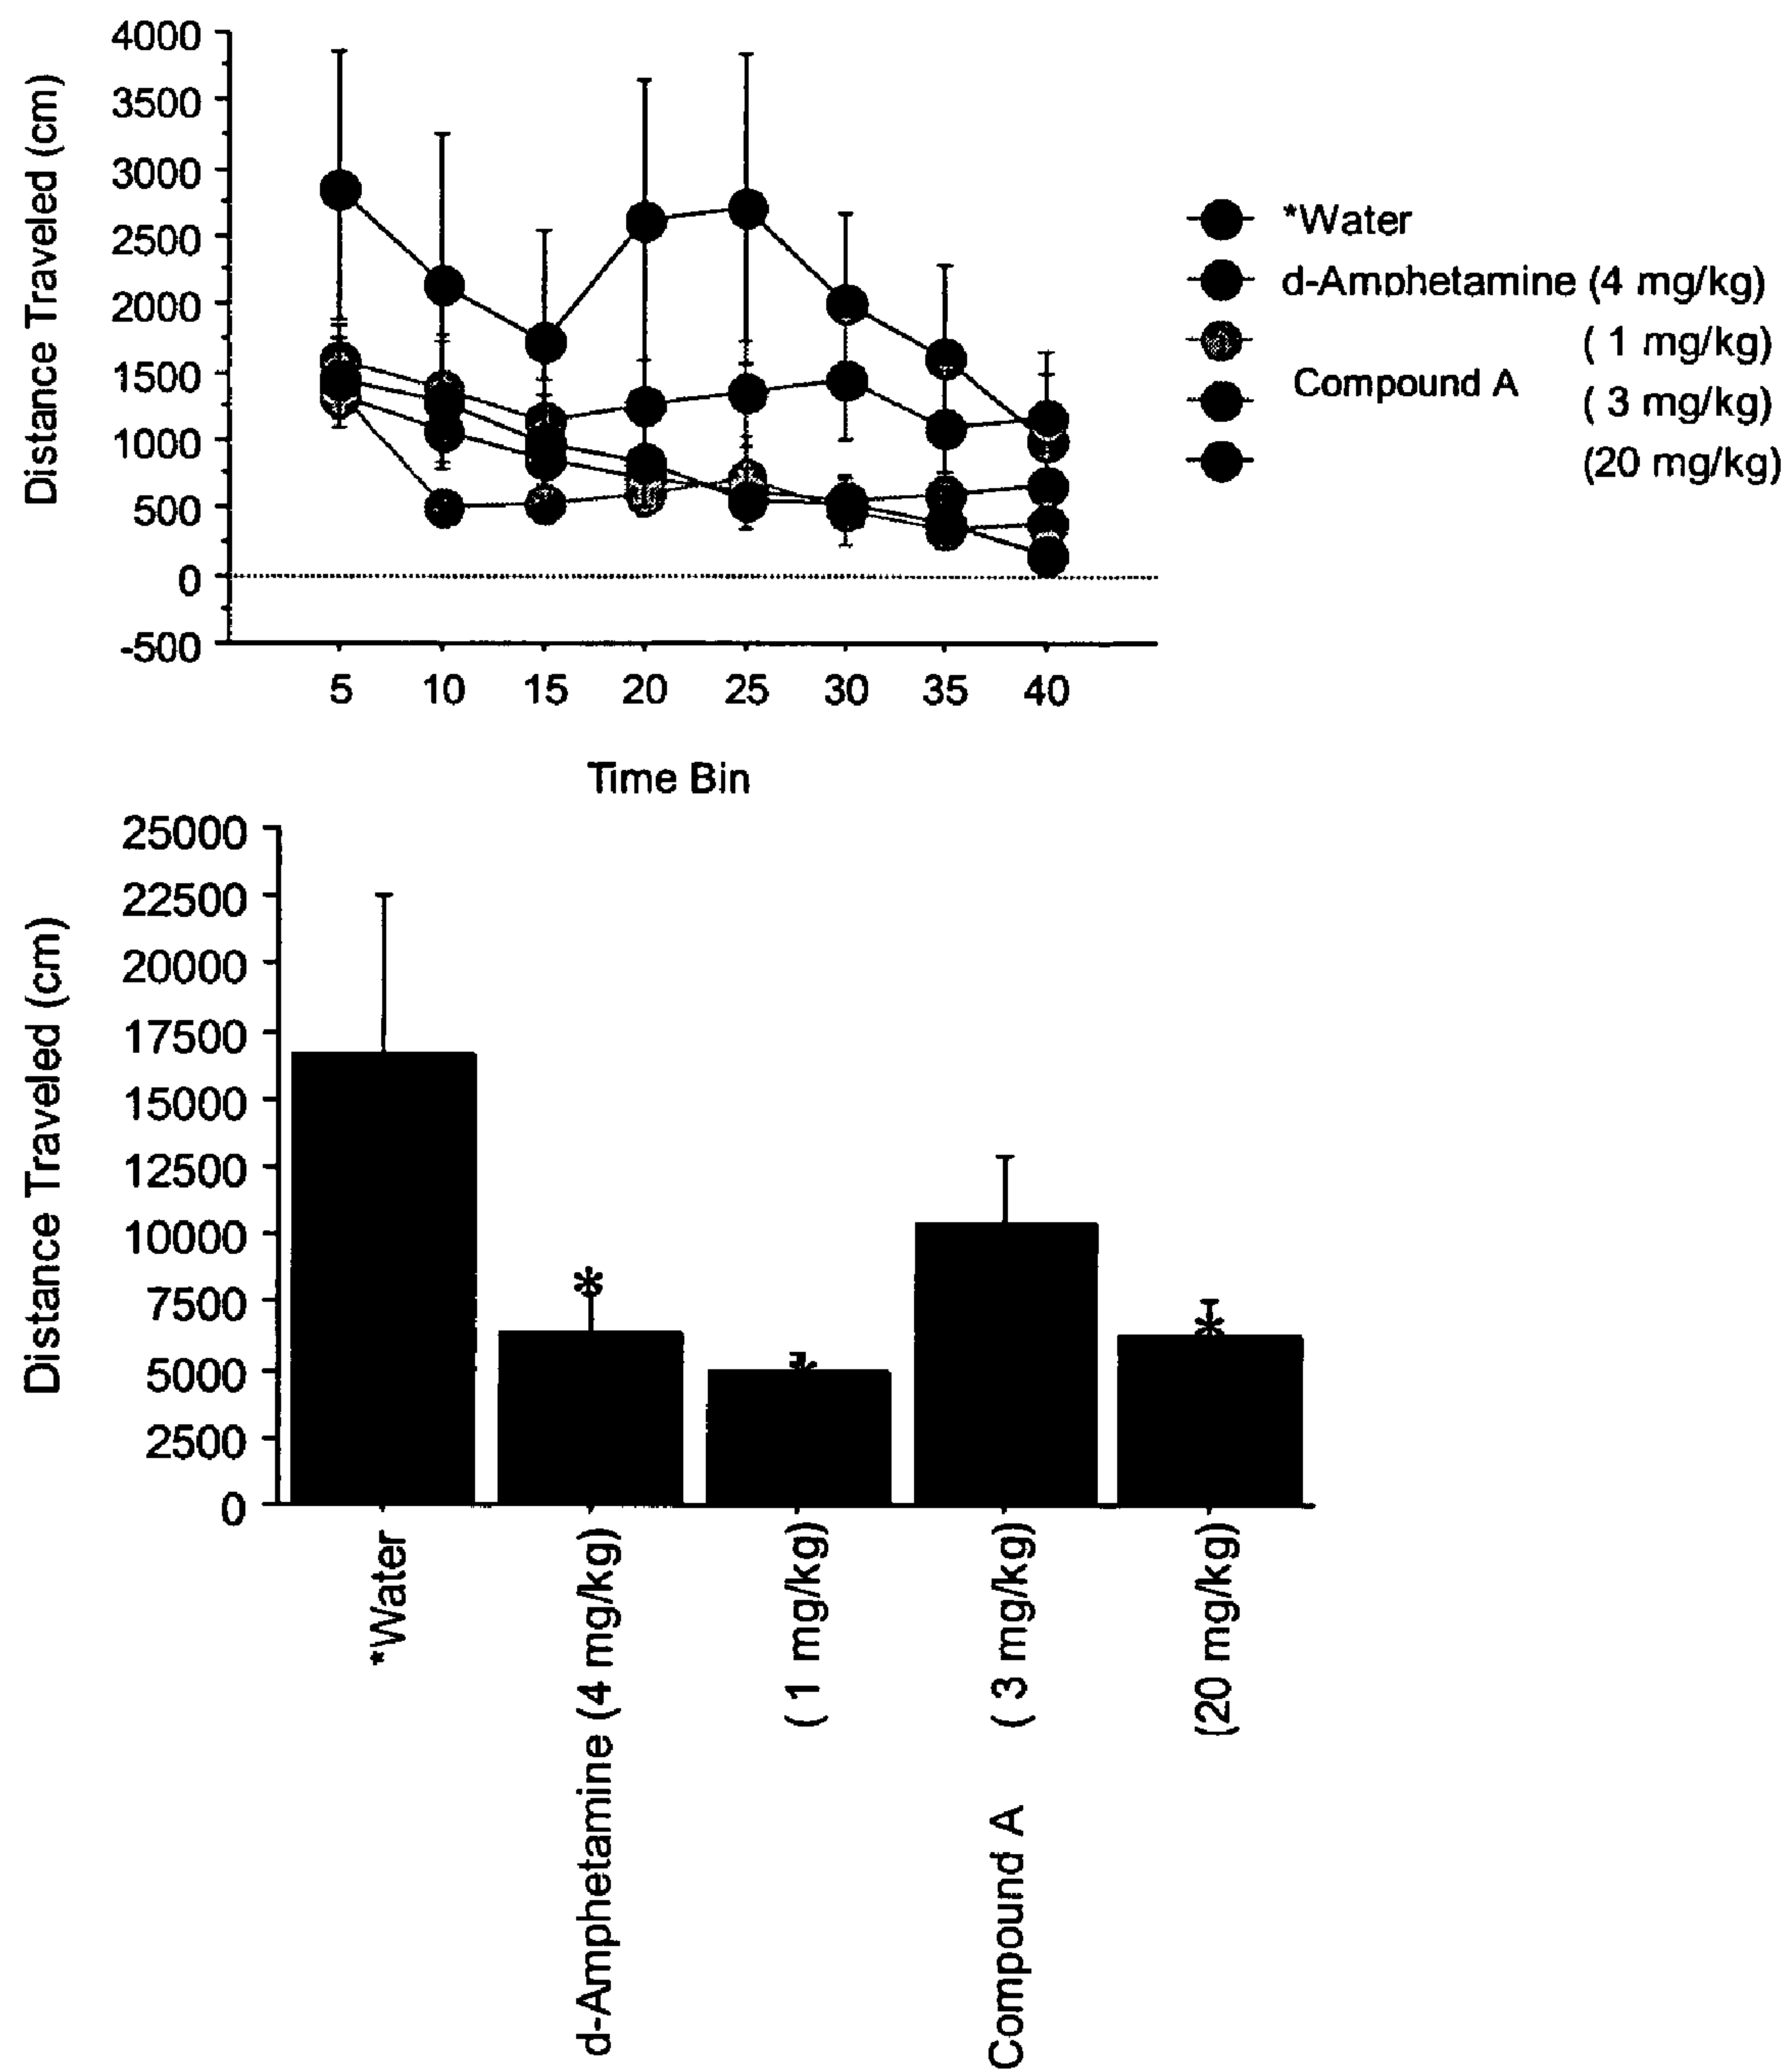 Distance Traveled (cm)
4000
3500
3000
2500
2000
1500
1000
500
0
-500
5 10 15 20 25 30 35 40
Time Bin
*Water
d-Amphetamine (4 mg/kg)
( 1 mg/kg)
Compound A
( 3 mg/kg)
(20 mg/kg)
Distance Traveled (cm)
25000
22500
20000
17500
15000
12500
10000
7500
5000
2500
0
*
*
*
*Water
d-Amphetamine (4 mg/kg)
( 1 mg/kg)
Compound A ( 3 mg/kg)
(20 mg/kg)